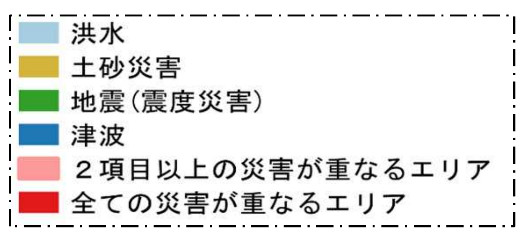 洪水
土砂災害
地震(震度災害)
津波
２項目以上の災害が重なるエリア
全ての災害が重なるエリア